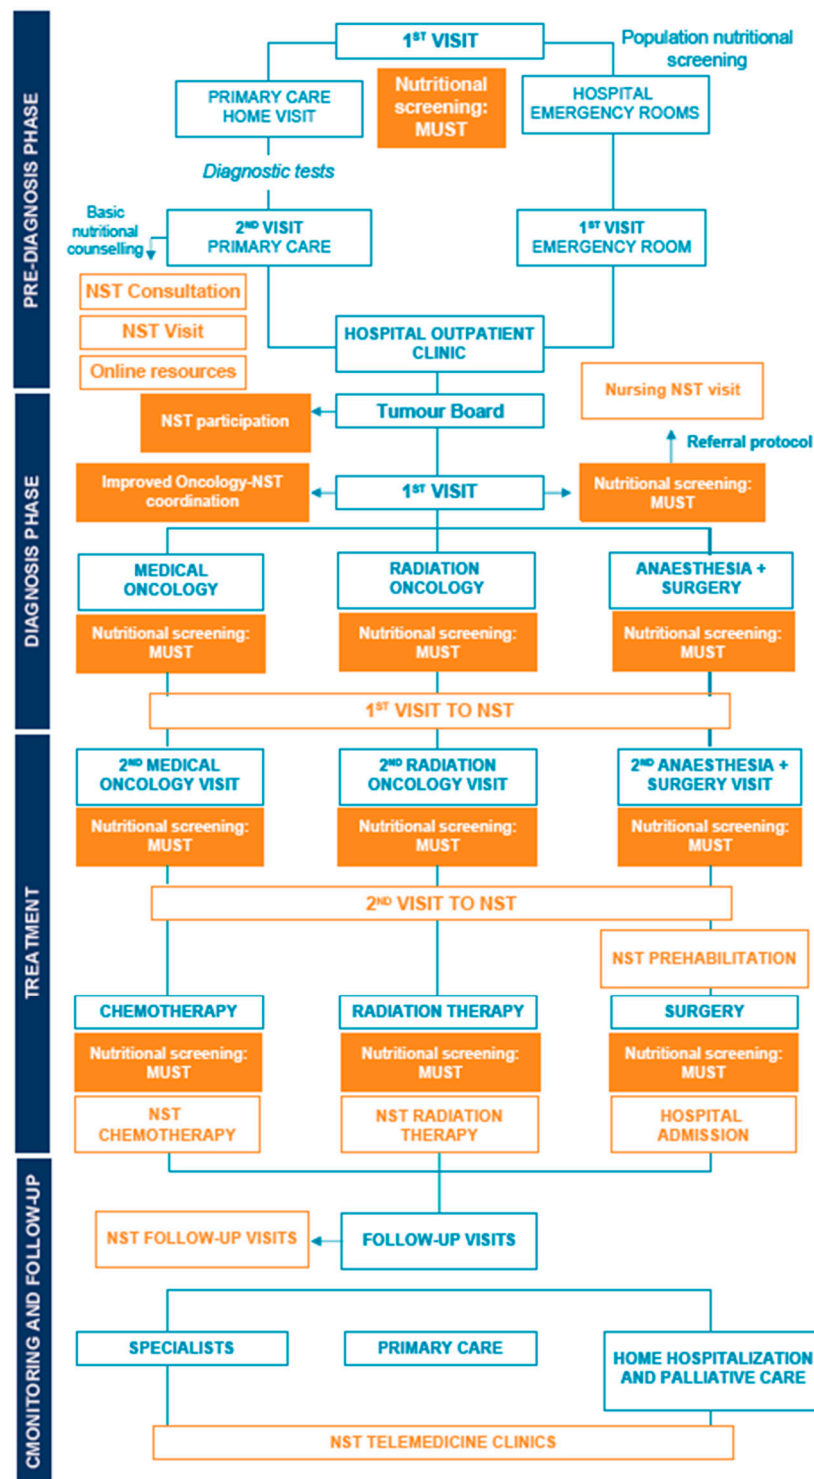 PRE-DIAGNOSIS PHASE
1ST VISIT
Population nutritional
screening
PRIMARY CARE
HOME VISIT
Nutritional
screening:
MUST
HOSPITAL
EMERGENCY ROOMS
Diagnostic tests
Basic
nutritional
counselling
2ND VISIT
PRIMARY CARE
1ST VISIT
EMERGENCY ROOM
NST Consultation
NST Visit
Online resources
HOSPITAL OUTPATIENT
CLINIC
DIAGNOSIS PHASE
NST participation
Tumour Board
Nursing NST visit
Referral protocol
Improved Oncology-NST
coordination
1ST VISIT
Nutritional screening:
MUST
MEDICAL
ONCOLOGY
RADIATION
ONCOLOGY
ANAESTHESIA +
SURGERY
Nutritional screening:
MUST
Nutritional screening:
MUST
Nutritional screening:
MUST
1ST VISIT TO NST
TREATMENT
2ND MEDICAL
ONCOLOGY VISIT
2ND RADIATION
ONCOLOGY VISIT
2ND ANAESTHESIA +
SURGERY VISIT
Nutritional screening:
MUST
Nutritional screening:
MUST
Nutritional screening:
MUST
2ND VISIT TO NST
NST PREHABILITATION
CHEMOTHERAPY
RADIATION THERAPY
SURGERY
Nutritional screening:
MUST
Nutritional screening:
MUST
Nutritional screening:
MUST
NST
CHEMOTHERAPY
NST RADIATION
THERAPY
HOSPITAL
ADMISSION
CMONITORING AND FOLLOW-UP
NST FOLLOW-UP VISITS
FOLLOW-UP VISITS
SPECIALISTS
PRIMARY CARE
HOME HOSPITALIZATION
AND PALLIATIVE CARE
NST TELEMEDICINE CLINICS